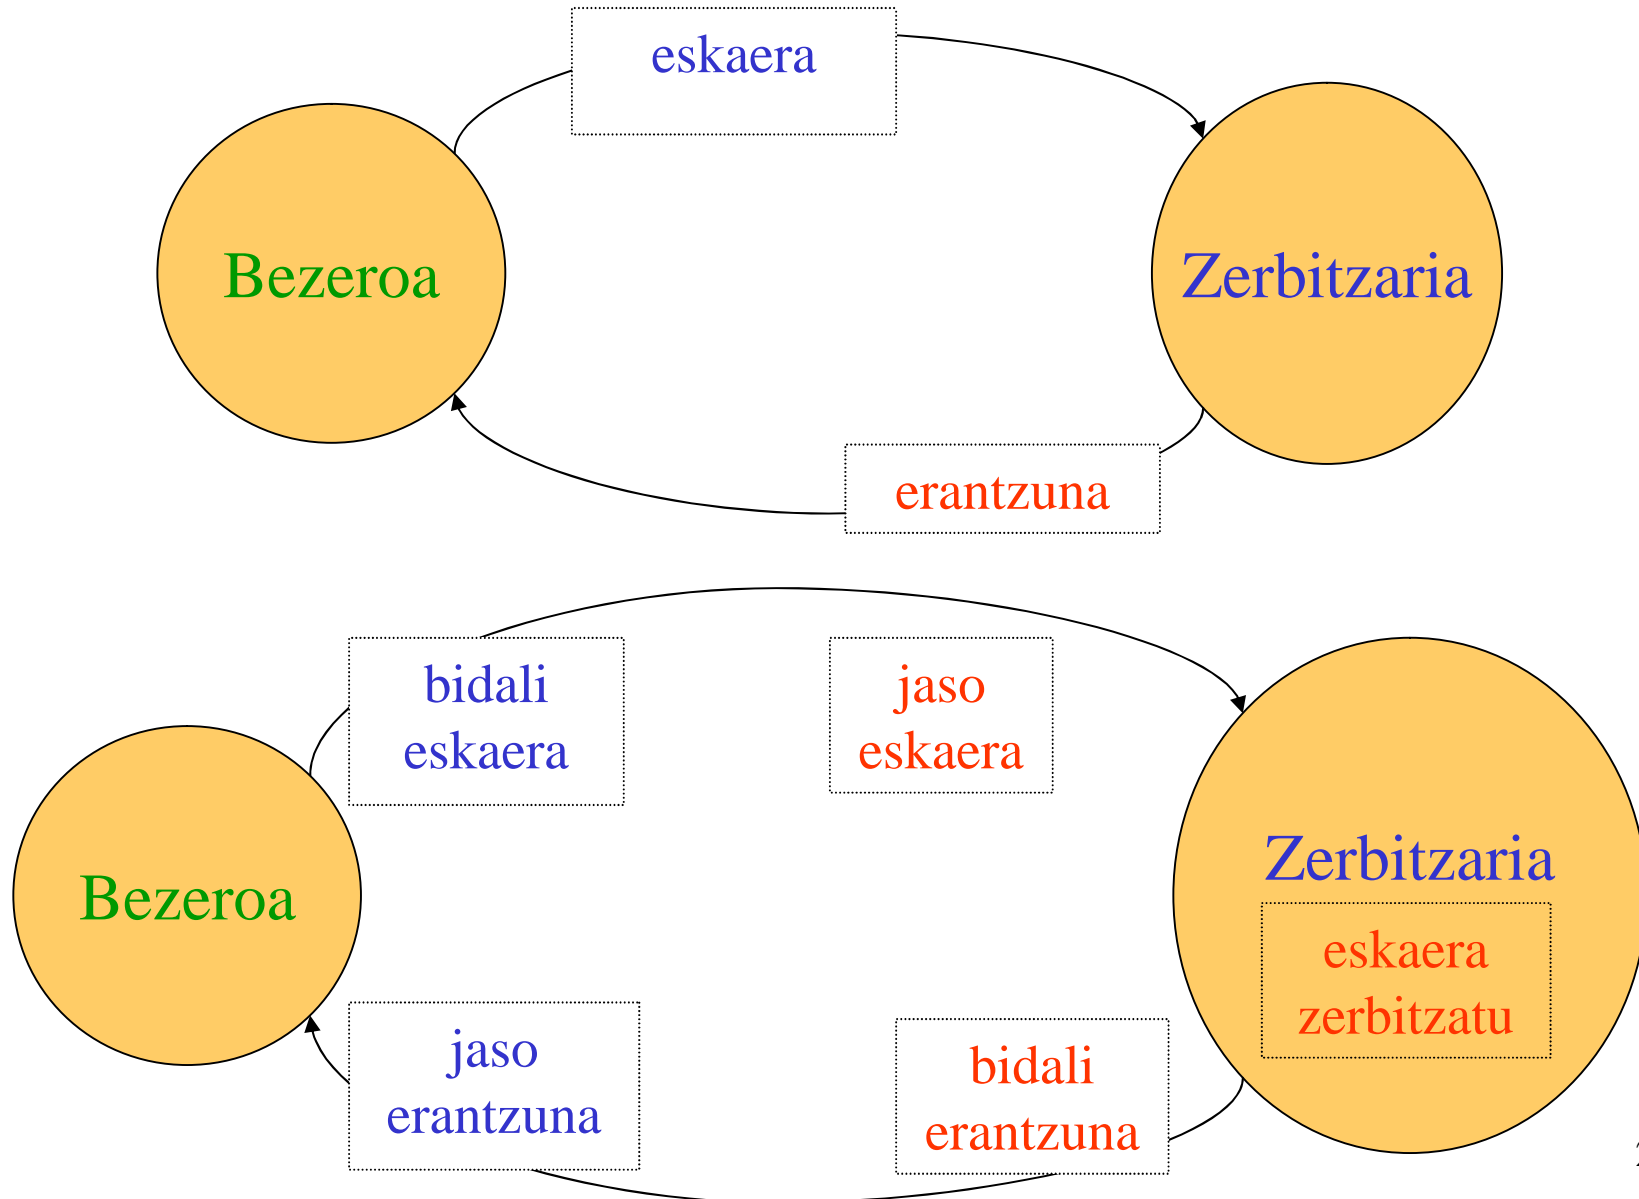 eskaera
Bezeroa
Zerbitzaria
erantzuna
bidali
eskaera
jaso
eskaera
Bezeroa
Zerbitzaria
eskaera
zerbitzatu
jaso
erantzuna
bidali
erantzuna